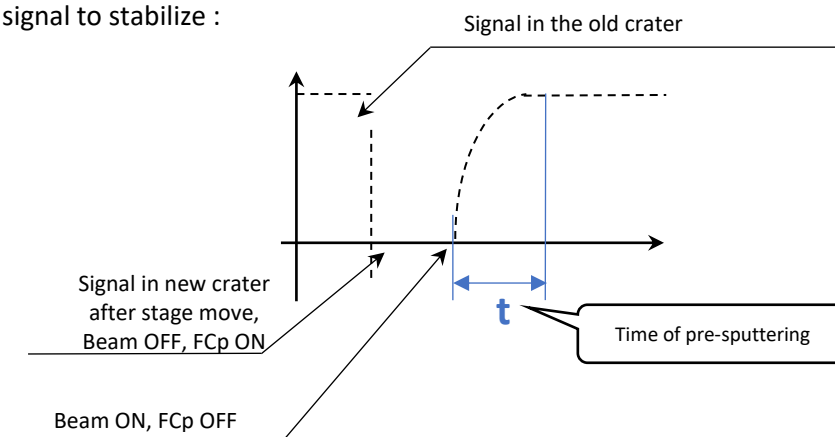 signal to stabilize :
Signal in the old crater
Signal in new crater
after stage move,
Beam OFF, FCp ON
t
Time of pre-sputtering
Beam ON, FCp OFF